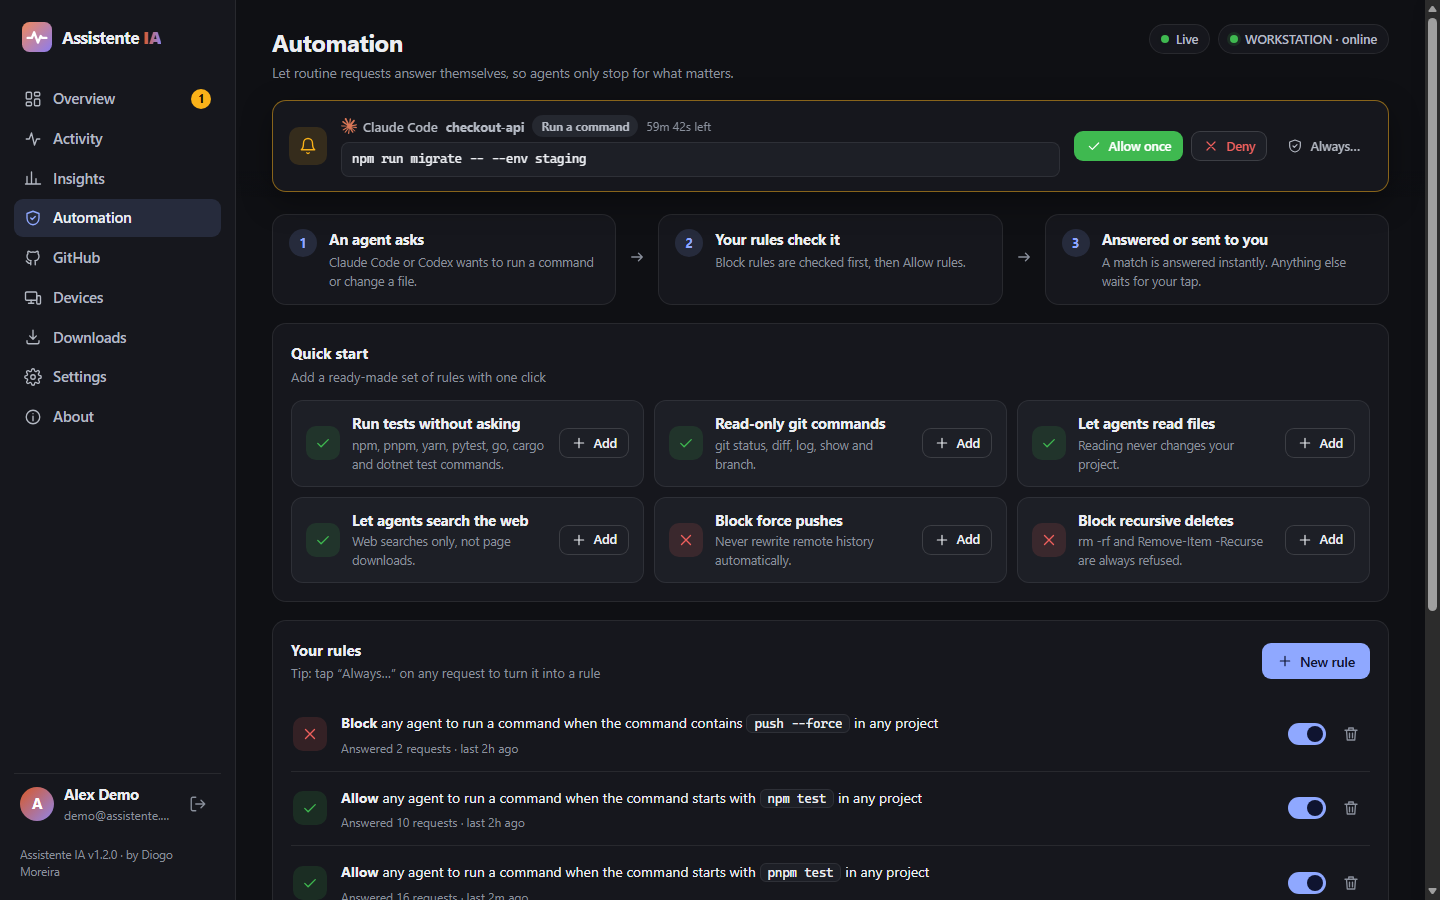 Assistente IA
Overview
1
Activity
Insights
Automation
GitHub
Devices
Downloads
Settings
About
A
Alex Demo
demo@assistente....
Assistente IA v1.2.0 · by Diogo
Moreira
Automation
Let routine requests answer themselves, so agents only stop for what matters.
Live
WORKSTATION · online
Claude Code checkout-api Run a command 59m 42s left
npm run migrate -- --env staging
Allow once
Deny
Always...
1
An agent asks
Claude Code or Codex wants to run a command
or change a file.
2
Your rules check it
Block rules are checked first, then Allow rules.
3
Answered or sent to you
A match is answered instantly. Anything else
waits for your tap.
Quick start
Add a ready-made set of rules with one click
Run tests without asking
npm, pnpm, yarn, pytest, go, cargo
and dotnet test commands.
Add
Read-only git commands
git status, diff, log, show and
branch.
Add
Let agents read files
Reading never changes your
project.
Add
Let agents search the web
Web searches only, not page
downloads.
Add
Block force pushes
Never rewrite remote history
automatically.
Add
Block recursive deletes
rm -rf and Remove-Item -Recurse
are always refused.
Add
Your rules
Tip: tap “Always...” on any request to turn it into a rule
New rule
Block any agent to run a command when the command contains push --force in any project
Answered 2 requests · last 2h ago
Allow any agent to run a command when the command starts with npm test in any project
Answered 10 requests · last 2h ago
Allow any agent to run a command when the command starts with pnpm test in any project
Answered 16 requests · last 2m ago